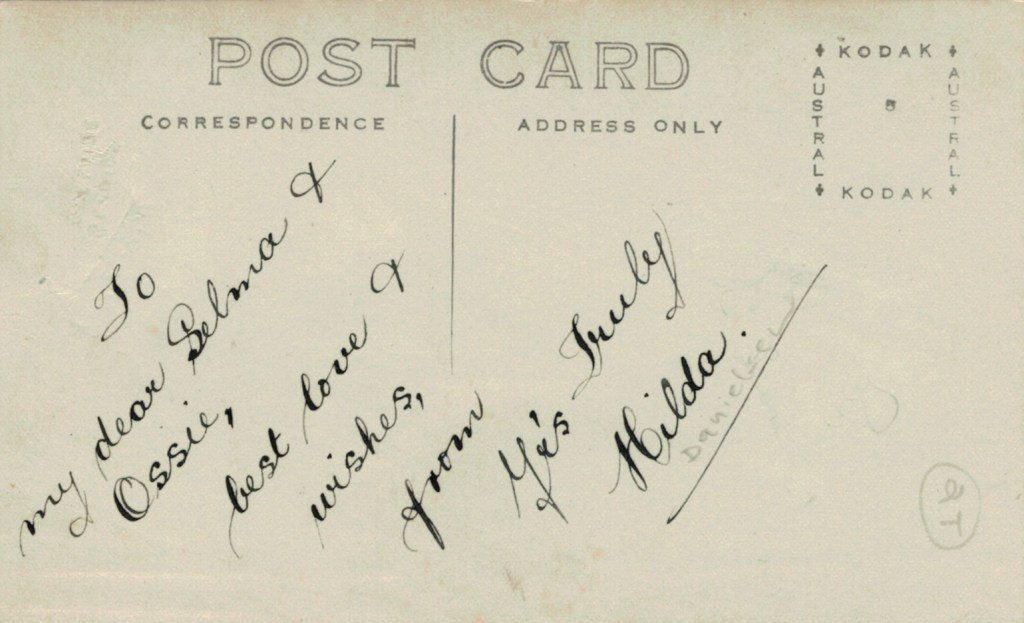 POST CARD
CORRESPONDENCE
ADDRESS ONLY
KODAK
AUSTRAL
AUSTRAL
KODAK
To
my dear Selma &
Ossie,
best love &
wishes,
from
Yrs Truly
Hilda.